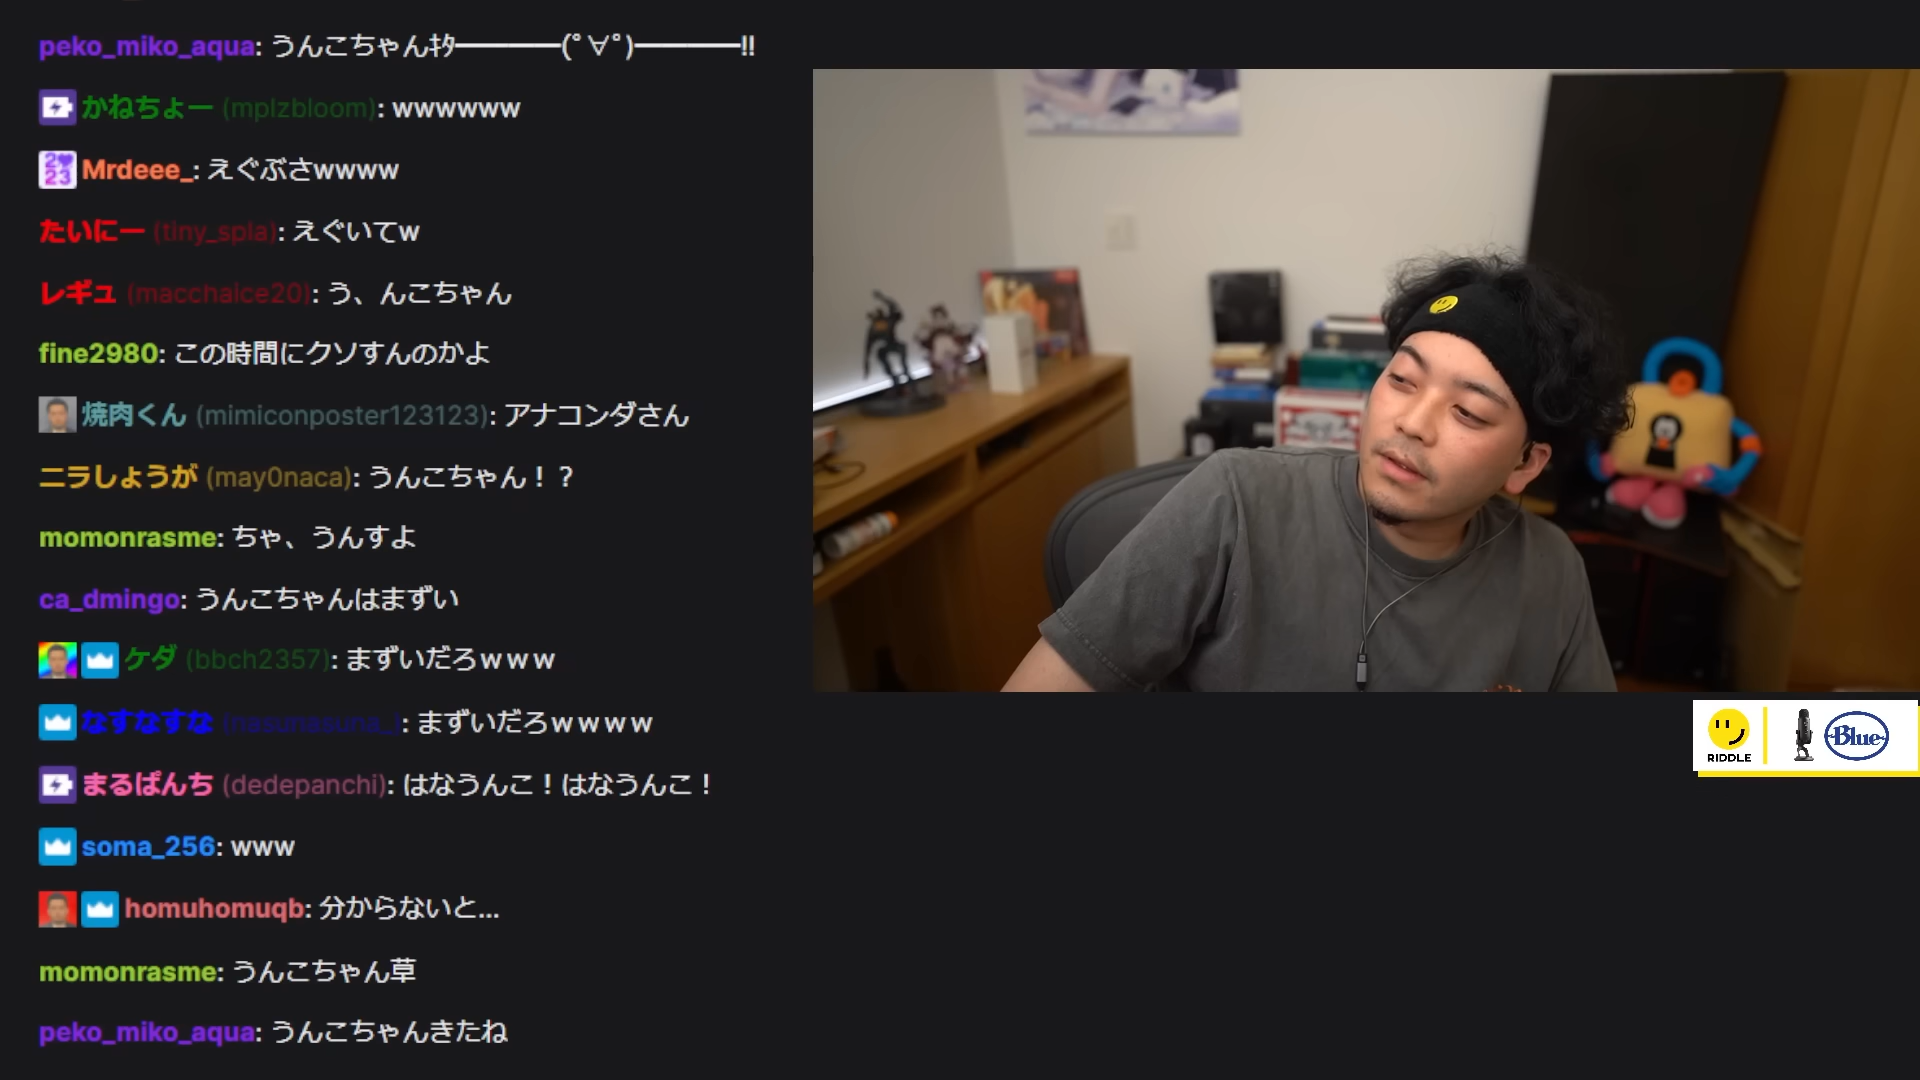 peko_miko_aqua: うんこちゃんｷﾀ━━━━(ﾟ∀ﾟ)━━━━!!
かねちょー (mplzbloom): wwwwww
2 23 Mrdeee_: えぐぶさwwww
たいにー (tiny_spla): えぐいてw
レギュ (macchaice20): う、んこちゃん
fine2980: この時間にクソすんのかよ
焼肉くん (mimiconposter123123): アナコンダさん
ニラしょうが (may0naca): うんこちゃん！？
momonrasme: ちゃ、うんすよ
ca_dmingo: うんこちゃんはまずい
ケダ (bbch2357): まずいだろｗｗｗ
なすなすな (nasunasuna_): まずいだろｗｗｗｗ
まるぱんち (dedepanchi): はなうんこ！はなうんこ！
soma_256: www
homuhomuqb: 分からないと...
momonrasme: うんこちゃん草
peko_miko_aqua: うんこちゃんきたね
RIDDLE
Blue